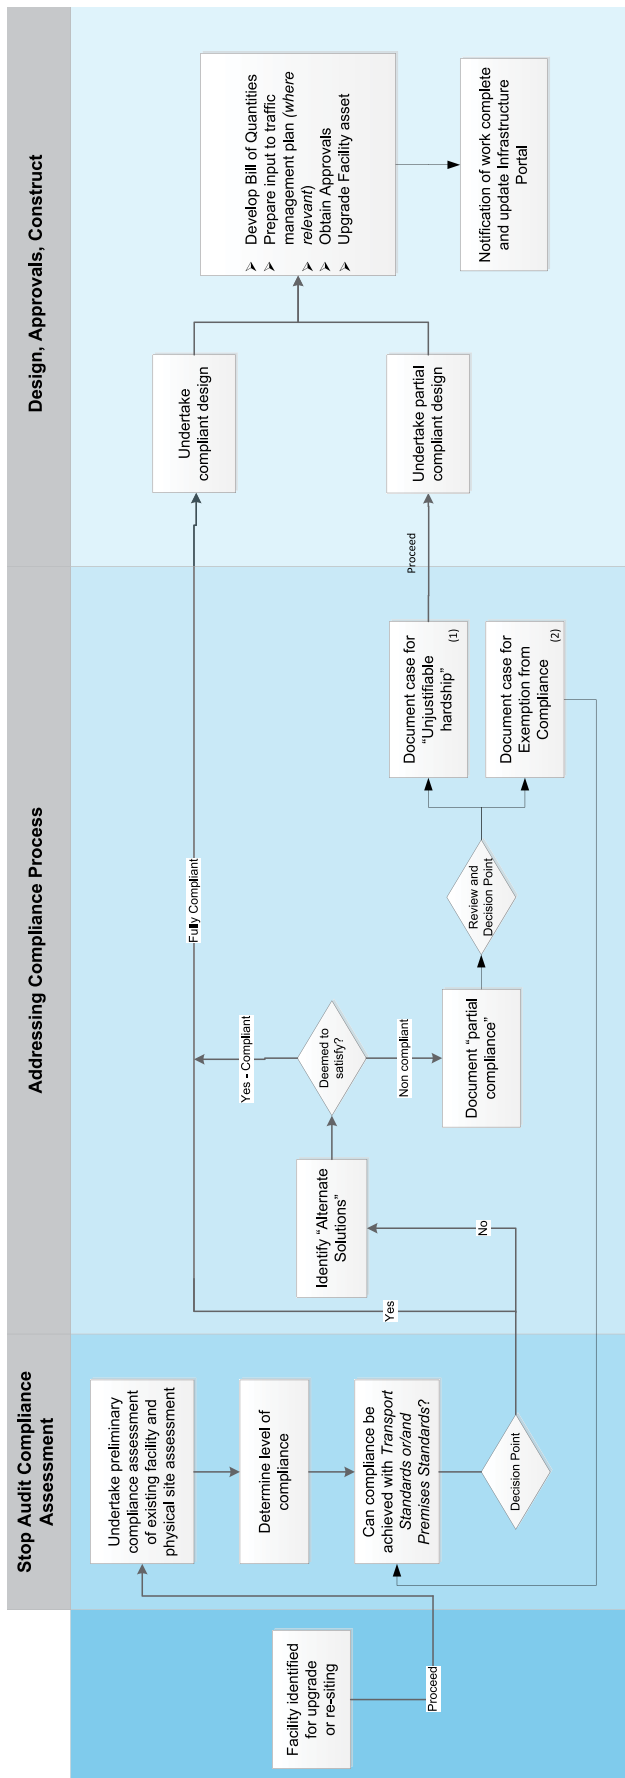 Stop Audit Compliance
Assessment
Addressing Compliance Process
Design, Approvals, Construct
Facility identified
for upgrade
or re-siting
Proceed
Undertake preliminary
compliance assessment
of existing facility and
physical site assessment
Determine level of
compliance
Can compliance be
achieved with Transport
Standards or/and
Premises Standards?
Decision Point
Yes
No
Identify “Alternate
Solutions”
Deemed to
satisfy?
Yes - Compliant
Non compliant
Fully Compliant
Document “partial
compliance”
Review and
Decision Point
Document case for
“Unjustifiable
hardship”
(1)
Document case for
Exemption from
Compliance
(2)
Proceed
Undertake
compliant design
Undertake partial
compliant design
➢ Develop Bill of Quantities
➢ Prepare input to traffic
management plan (where
➢ relevant)
➢ Obtain Approvals
➢ Upgrade Facility asset
Notification of work complete
and update Infrastructure
Portal